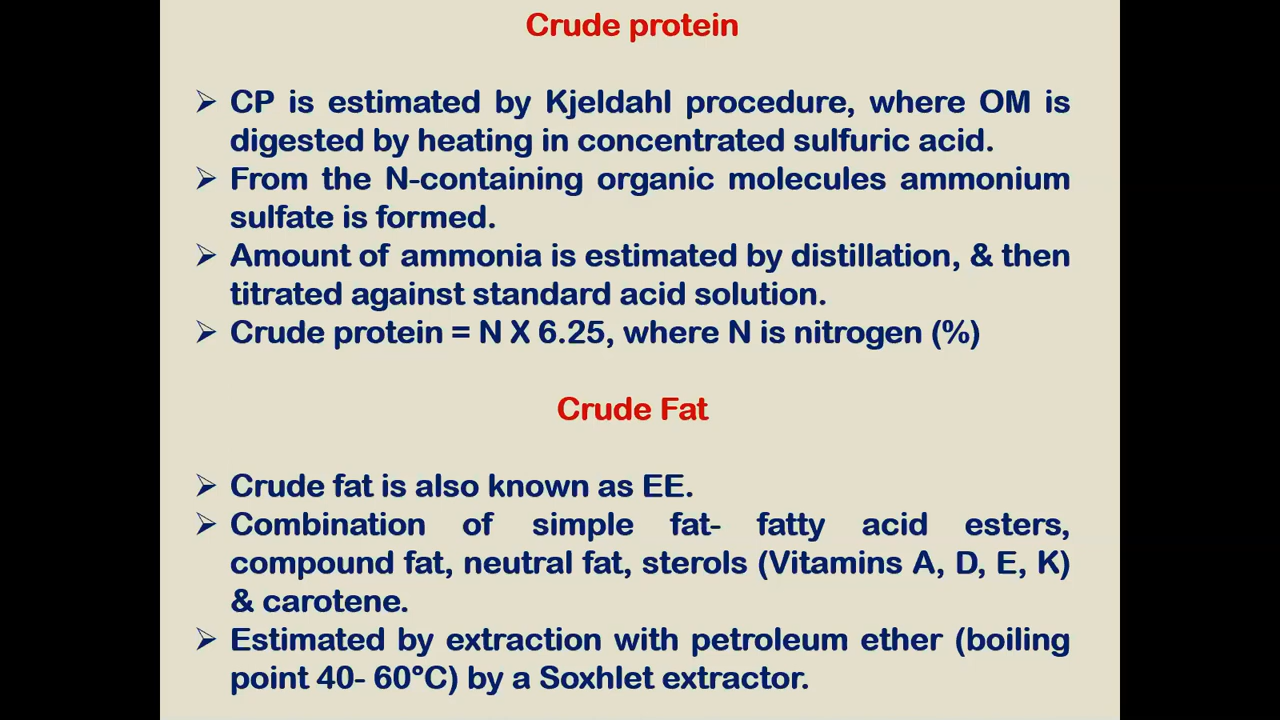 Crude protein
➢ CP is estimated by Kjeldahl procedure, where OM is
digested by heating in concentrated sulfuric acid.
➢ From the N-containing organic molecules ammonium
sulfate is formed.
➢ Amount of ammonia is estimated by distillation, & then
titrated against standard acid solution.
➢ Crude protein = N X 6.25, where N is nitrogen (%)
Crude Fat
➢ Crude fat is also known as EE.
➢ Combination of simple fat- fatty acid esters,
compound fat, neutral fat, sterols (Vitamins A, D, E, K)
& carotene.
➢ Estimated by extraction with petroleum ether (boiling
point 40- 60°C) by a Soxhlet extractor.